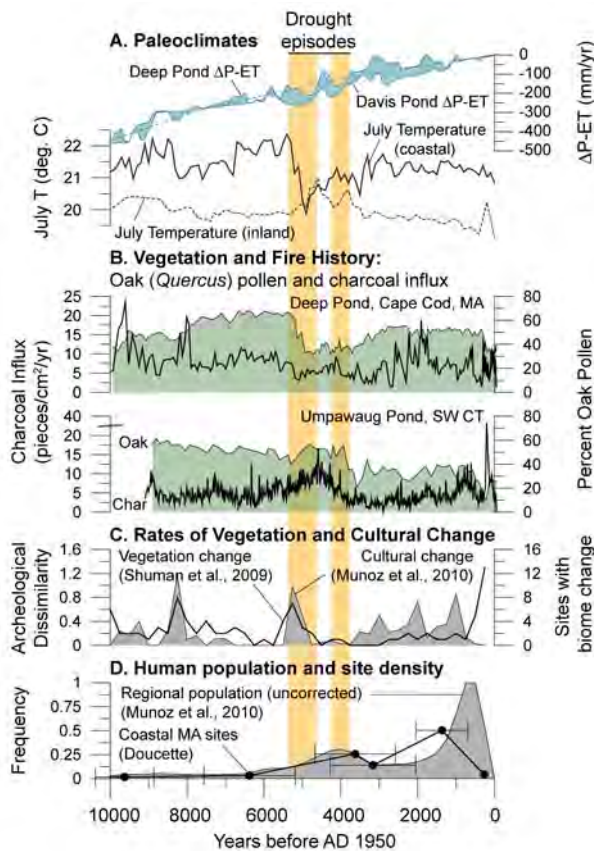 Drought
episodes
A. Paleoclimates
Deep Pond ΔP-ET
Davis Pond ΔP-ET
0
-100
-200
-300
-400
-500
ΔP-ET (mm/yr)
22
21
20
July T (deg. C)
July Temperature
(coastal)
July Temperature (inland)
B. Vegetation and Fire History:
Oak (Quercus) pollen and charcoal influx
25
20
15
10
5
0
Deep Pond, Cape Cod, MA
80
60
40
20
0
Charcoal Influx
(pieces/cm²/yr)
Percent Oak Pollen
40
20
15
10
5
0
Umpawaug Pond, SW CT
Oak
Char
80
60
40
20
0
C. Rates of Vegetation and Cultural Change
1.6
1.2
0.8
0.4
0
Archeological
Dissimilarity
Vegetation change
(Shuman et al., 2009)
Cultural change
(Munoz et al., 2010)
16
12
8
4
0
Sites with
biome change
D. Human population and site density
1
0.75
0.5
0.25
0
Frequency
Regional population (uncorrected)
(Munoz et al., 2010)
Coastal MA sites
(Doucette)
10000 8000 6000 4000 2000 0
Years before AD 1950